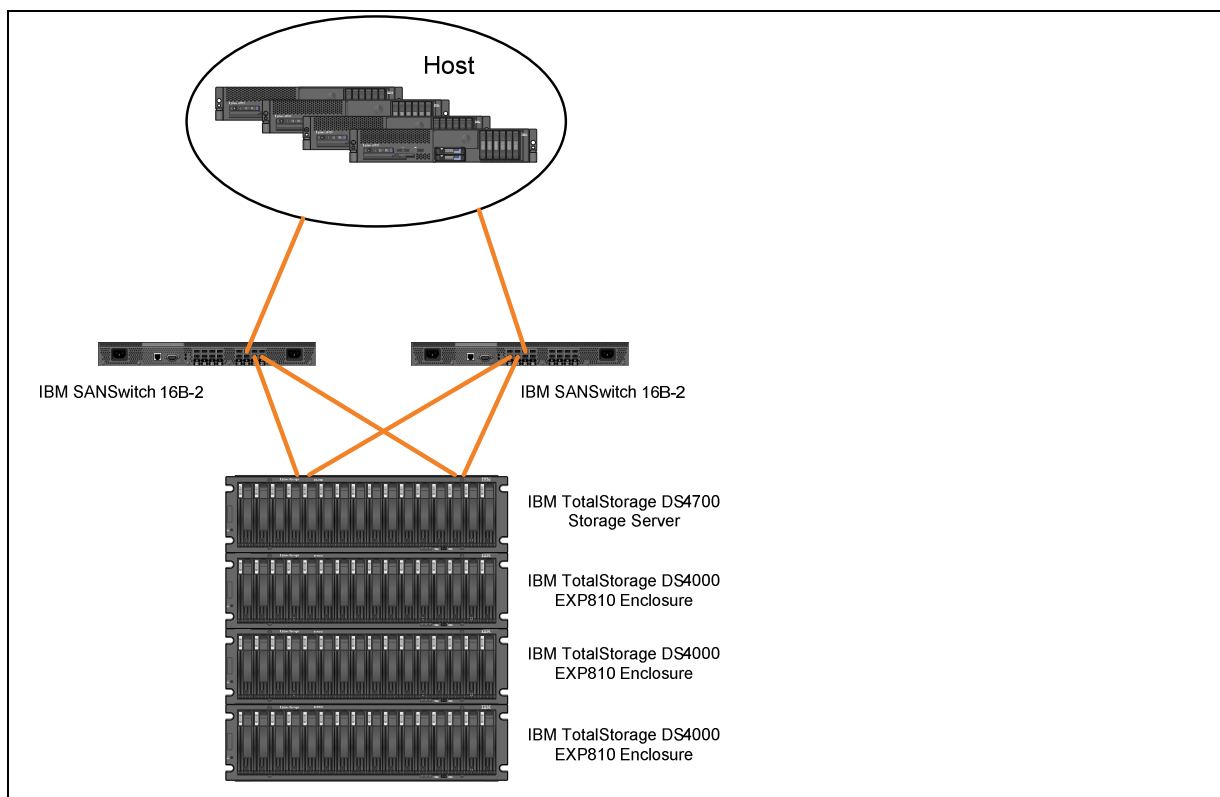 Host
IBM SANSwitch 16B-2
IBM SANSwitch 16B-2
IBM TotalStorage DS4700
Storage Server
IBM TotalStorage DS4000
EXP810 Enclosure
IBM TotalStorage DS4000
EXP810 Enclosure
IBM TotalStorage DS4000
EXP810 Enclosure